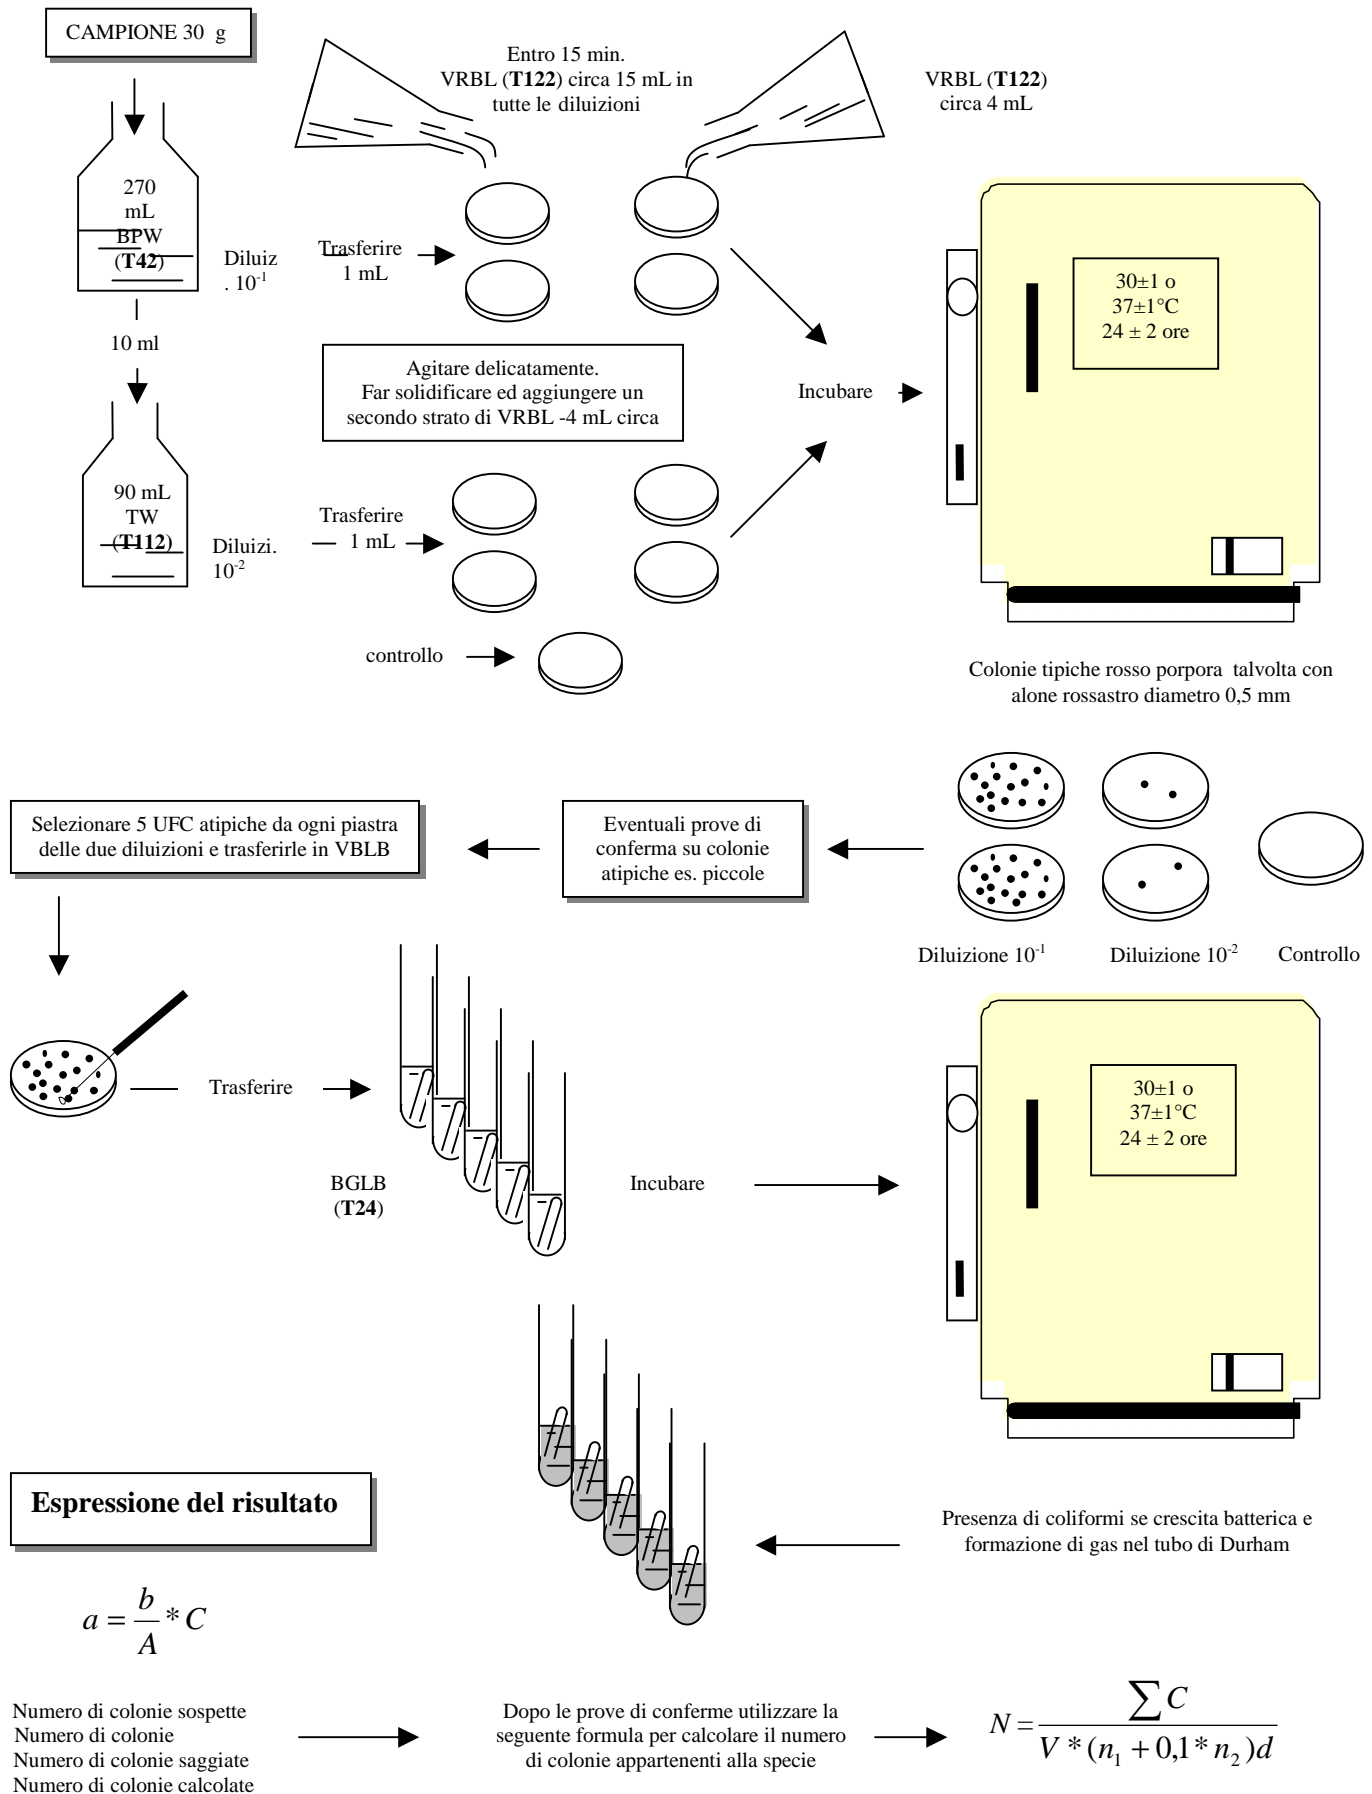 CAMPIONE 30 g
Entro 15 min.
VRBL (T122) circa 15 mL in
tutte le diluizioni
VRBL (T122)
circa 4 mL
270
mL
BPW
(T42)
Diluiz
. 10⁻¹
Trasferire
1 mL
30±1 o
37±1°C
24 ± 2 ore
10 ml
Agitare delicatamente.
Far solidificare ed aggiungere un
secondo strato di VRBL -4 mL circa
Incubare
90 mL
TW
(T112)
Diluizi.
10⁻²
Trasferire
1 mL
controllo
Colonie tipiche rosso porpora talvolta con
alone rossastro diametro 0,5 mm
Selezionare 5 UFC atipiche da ogni piastra
delle due diluizioni e trasferirle in VBLB
Eventuali prove di
conferma su colonie
atipiche es. piccole
Diluizione 10⁻¹
Diluizione 10⁻²
Controllo
Trasferire
BGLB
(T24)
Incubare
30±1 o
37±1°C
24 ± 2 ore
Espressione del risultato
Presenza di coliformi se crescita batterica e
formazione di gas nel tubo di Durham
a = b/A * C
Numero di colonie sospette
Numero di colonie
Numero di colonie saggiate
Numero di colonie calcolate
Dopo le prove di conferme utilizzare la
seguente formula per calcolare il numero
di colonie appartenenti alla specie
N = ∑C / V * (n₁ + 0,1 * n₂)d